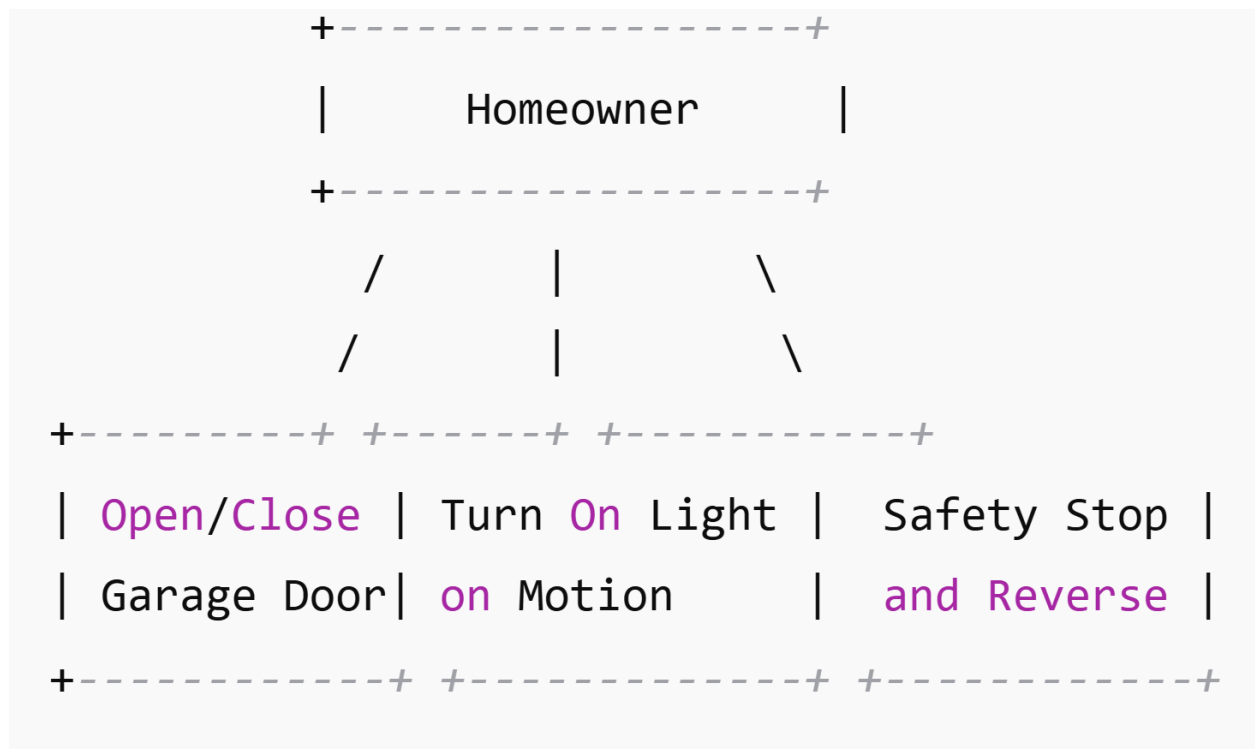 Homeowner
Open/Close | Turn On Light | Safety Stop
Garage Door | on Motion | and Reverse